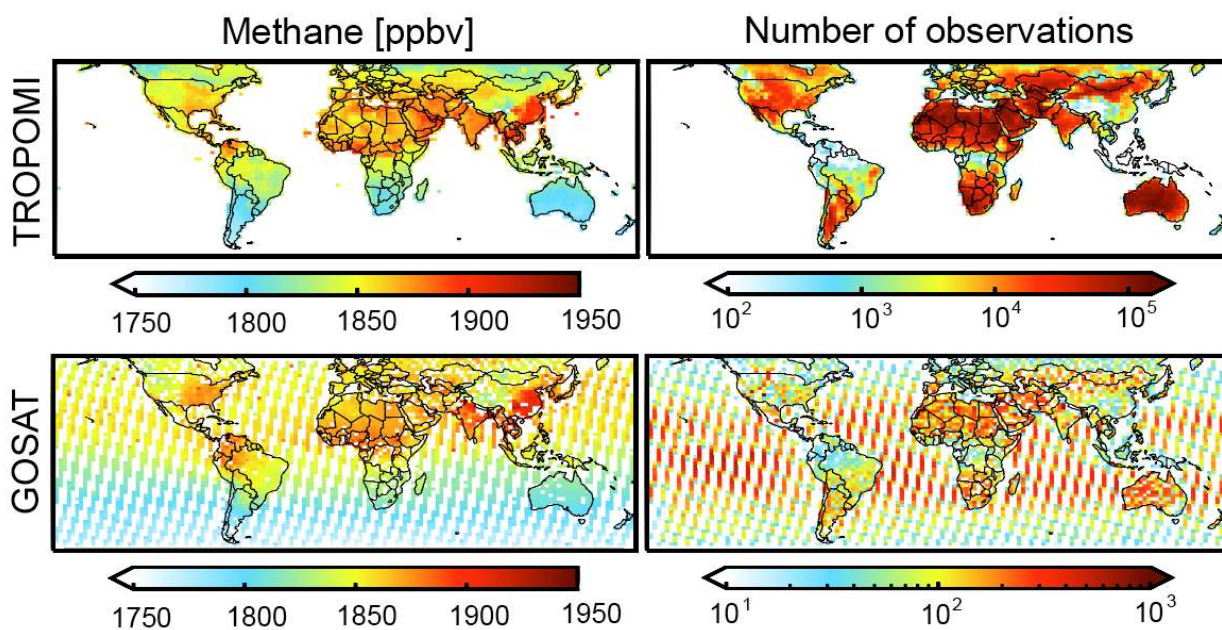 Methane [ppbv] Number of observations
TROPOMI
1750 1800 1850 1900 1950 10² 10³ 10⁴ 10⁵
GOSAT
1750 1800 1850 1900 1950 10¹ 10² 10³